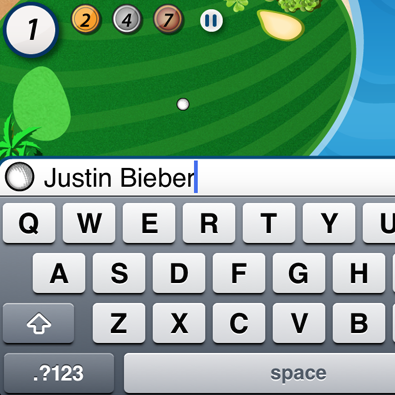 1 2 4 7
Justin Bieber
Q W E R T Y U
A S D F G H
Z X C V B
.?123 space